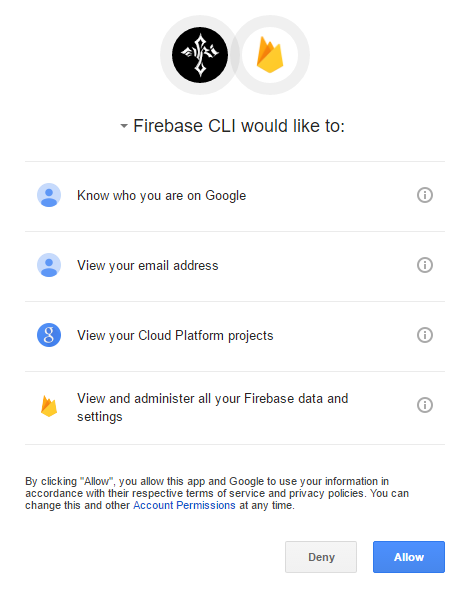 Firebase CLI would like to:
Know who you are on Google
View your email address
View your Cloud Platform projects
View and administer all your Firebase data and
settings
By clicking "Allow", you allow this app and Google to use your information in
accordance with their respective terms of service and privacy policies. You can
change this and other Account Permissions at any time.
Deny
Allow